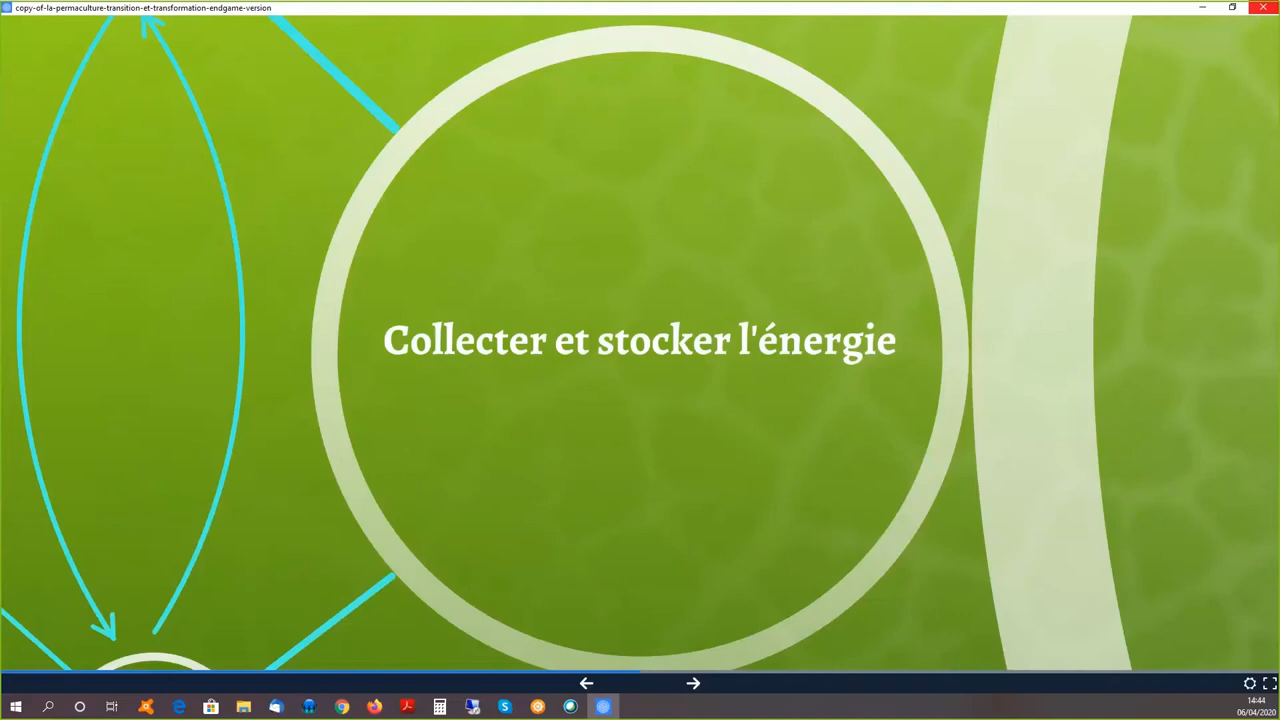 copy-of-la-permaculture-transition-et-transformation-endgame-version
Collecter et stocker l'énergie
14:44
06/04/2020